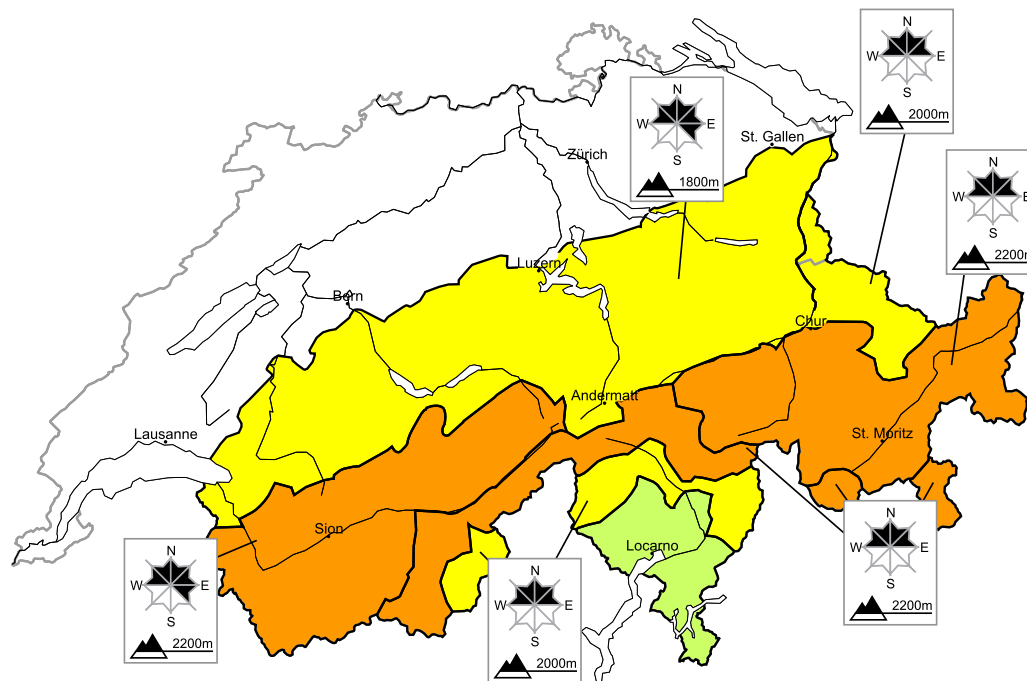 N
W E
S
2000m
N
W E
S
1800m
St. Gallen
Zürich
N
W E
S
2200m
Luzern
Bern
Chur
Andermatt
Lausanne
St. Moritz
Sion
Locarno
N
W E
S
2200m
N
W E
S
2200m
N
W E
S
2000m